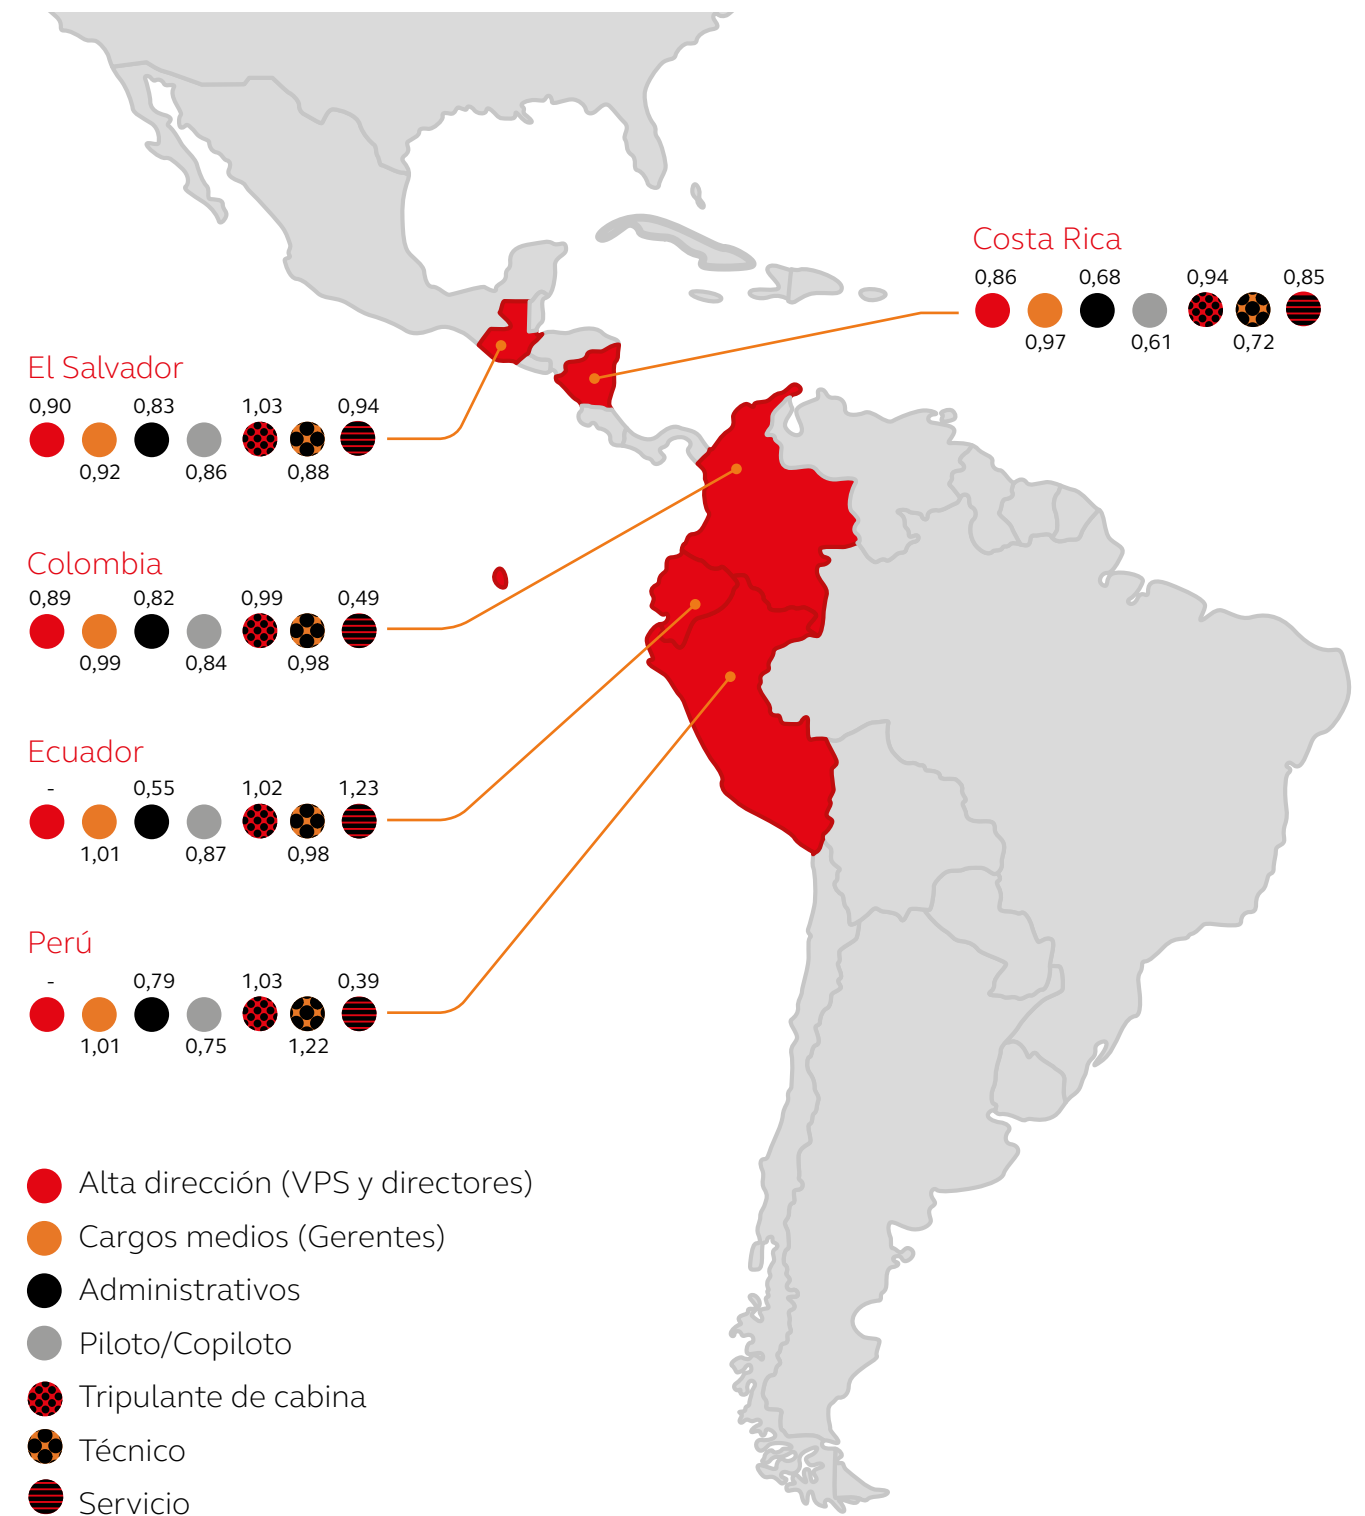 Costa Rica
0,86 0,68 0,94 0,85
0,97 0,61 0,72
El Salvador
0,90 0,83 1,03 0,94
0,92 0,86 0,88
Colombia
0,89 0,82 0,99 0,49
0,99 0,84 0,98
Ecuador
- 0,55 1,02 1,23
1,01 0,87 0,98
Perú
- 0,79 1,03 0,39
1,01 0,75 1,22
Alta dirección (VPS y directores)
Cargos medios (Gerentes)
Administrativos
Piloto/Copiloto
Tripulante de cabina
Técnico
Servicio